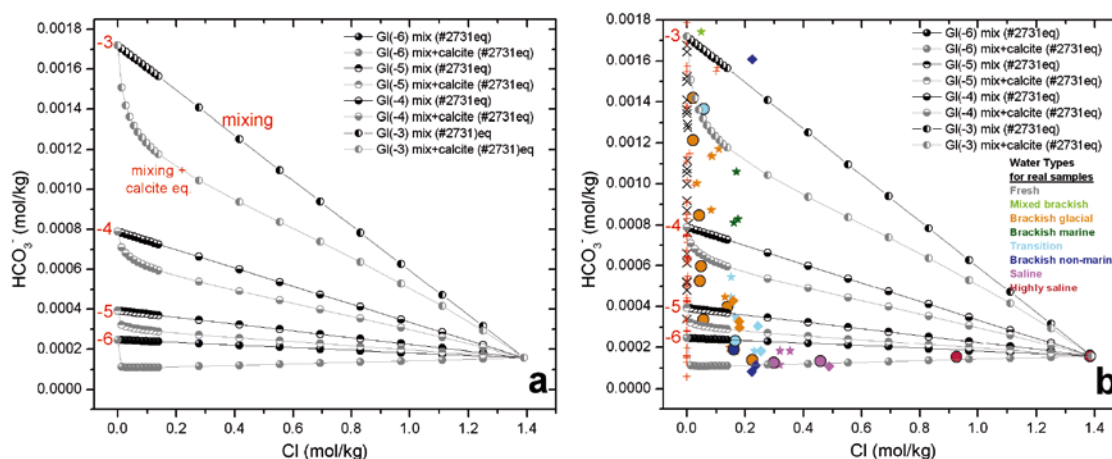 0.0018
0.0016
0.0014
0.0012
0.0010
0.0008
0.0006
0.0004
0.0002
0.0000
HCO₃⁻ (mol/kg)
-3
-4
-5
-6
mixing
mixing +
calcite eq.
Gl(-6) mix (#2731eq)
Gl(-6) mix+calcite (#2731eq)
Gl(-5) mix (#2731eq)
Gl(-5) mix+calcite (#2731eq)
Gl(-4) mix (#2731eq)
Gl(-4) mix+calcite (#2731eq)
Gl(-3) mix (#2731)eq
Gl(-3) mix+calcite (#2731)eq
a
0.0 0.2 0.4 0.6 0.8 1.0 1.2 1.4
Cl (mol/kg)
0.0018
0.0016
0.0014
0.0012
0.0010
0.0008
0.0006
0.0004
0.0002
0.0000
HCO₃⁻ (mol/kg)
-3
-4
-5
-6
Gl(-6) mix (#2731eq)
Gl(-6) mix+calcite (#2731eq)
Gl(-5) mix (#2731eq)
Gl(-5) mix+calcite (#2731eq)
Gl(-4) mix (#2731eq)
Gl(-4) mix+calcite (#2731eq)
Gl(-3) mix (#2731eq)
Gl(-3) mix+calcite (#2731eq)
Water Types
for real samples
Fresh
Mixed brackish
Brackish glacial
Brackish marine
Transition
Brackish non-marin
Saline
Highly saline
b
0.0 0.2 0.4 0.6 0.8 1.0 1.2 1.4
Cl (mol/kg)